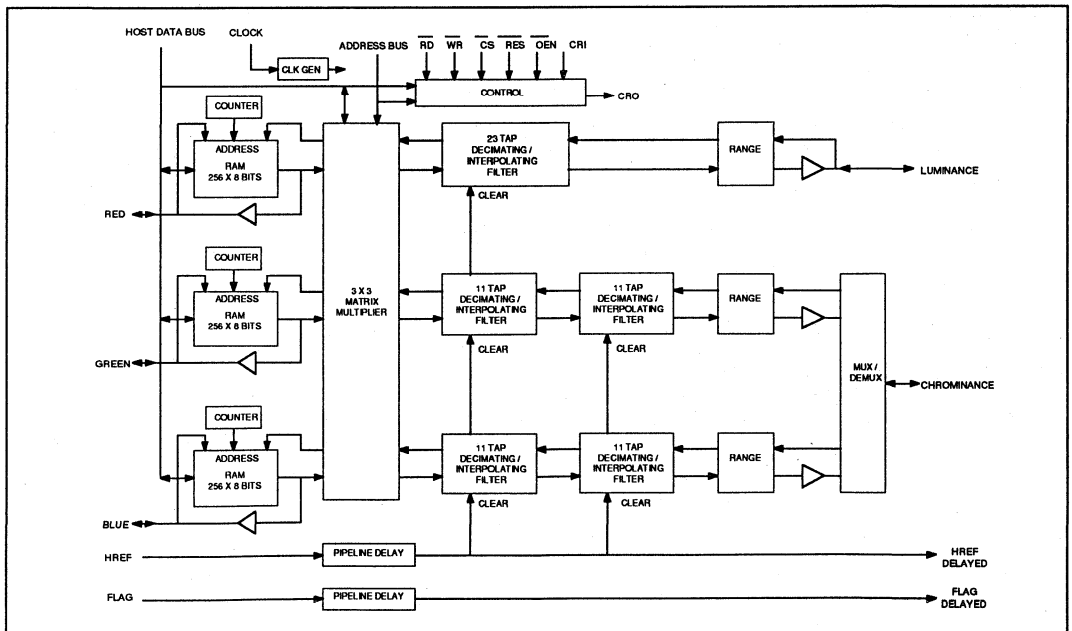 HOST DATA BUS
CLOCK
ADDRESS BUS
RD
WR
CS
RES
OEN
CRI
CLK GEN
CONTROL
CRO
COUNTER
ADDRESS
RAM
256 X 8 BITS
RED
3 X 3
MATRIX
MULTIPLIER
23 TAP
DECIMATING /
INTERPOLATING
FILTER
CLEAR
RANGE
LUMINANCE
COUNTER
ADDRESS
RAM
256 X 8 BITS
GREEN
11 TAP
DECIMATING /
INTERPOLATING
FILTER
CLEAR
11 TAP
DECIMATING /
INTERPOLATING
FILTER
CLEAR
RANGE
MUX /
DEMUX
CHROMINANCE
COUNTER
ADDRESS
RAM
256 X 8 BITS
BLUE
11 TAP
DECIMATING /
INTERPOLATING
FILTER
CLEAR
11 TAP
DECIMATING /
INTERPOLATING
FILTER
CLEAR
RANGE
HREF
PIPELINE DELAY
HREF
DELAYED
FLAG
PIPELINE DELAY
FLAG
DELAYED